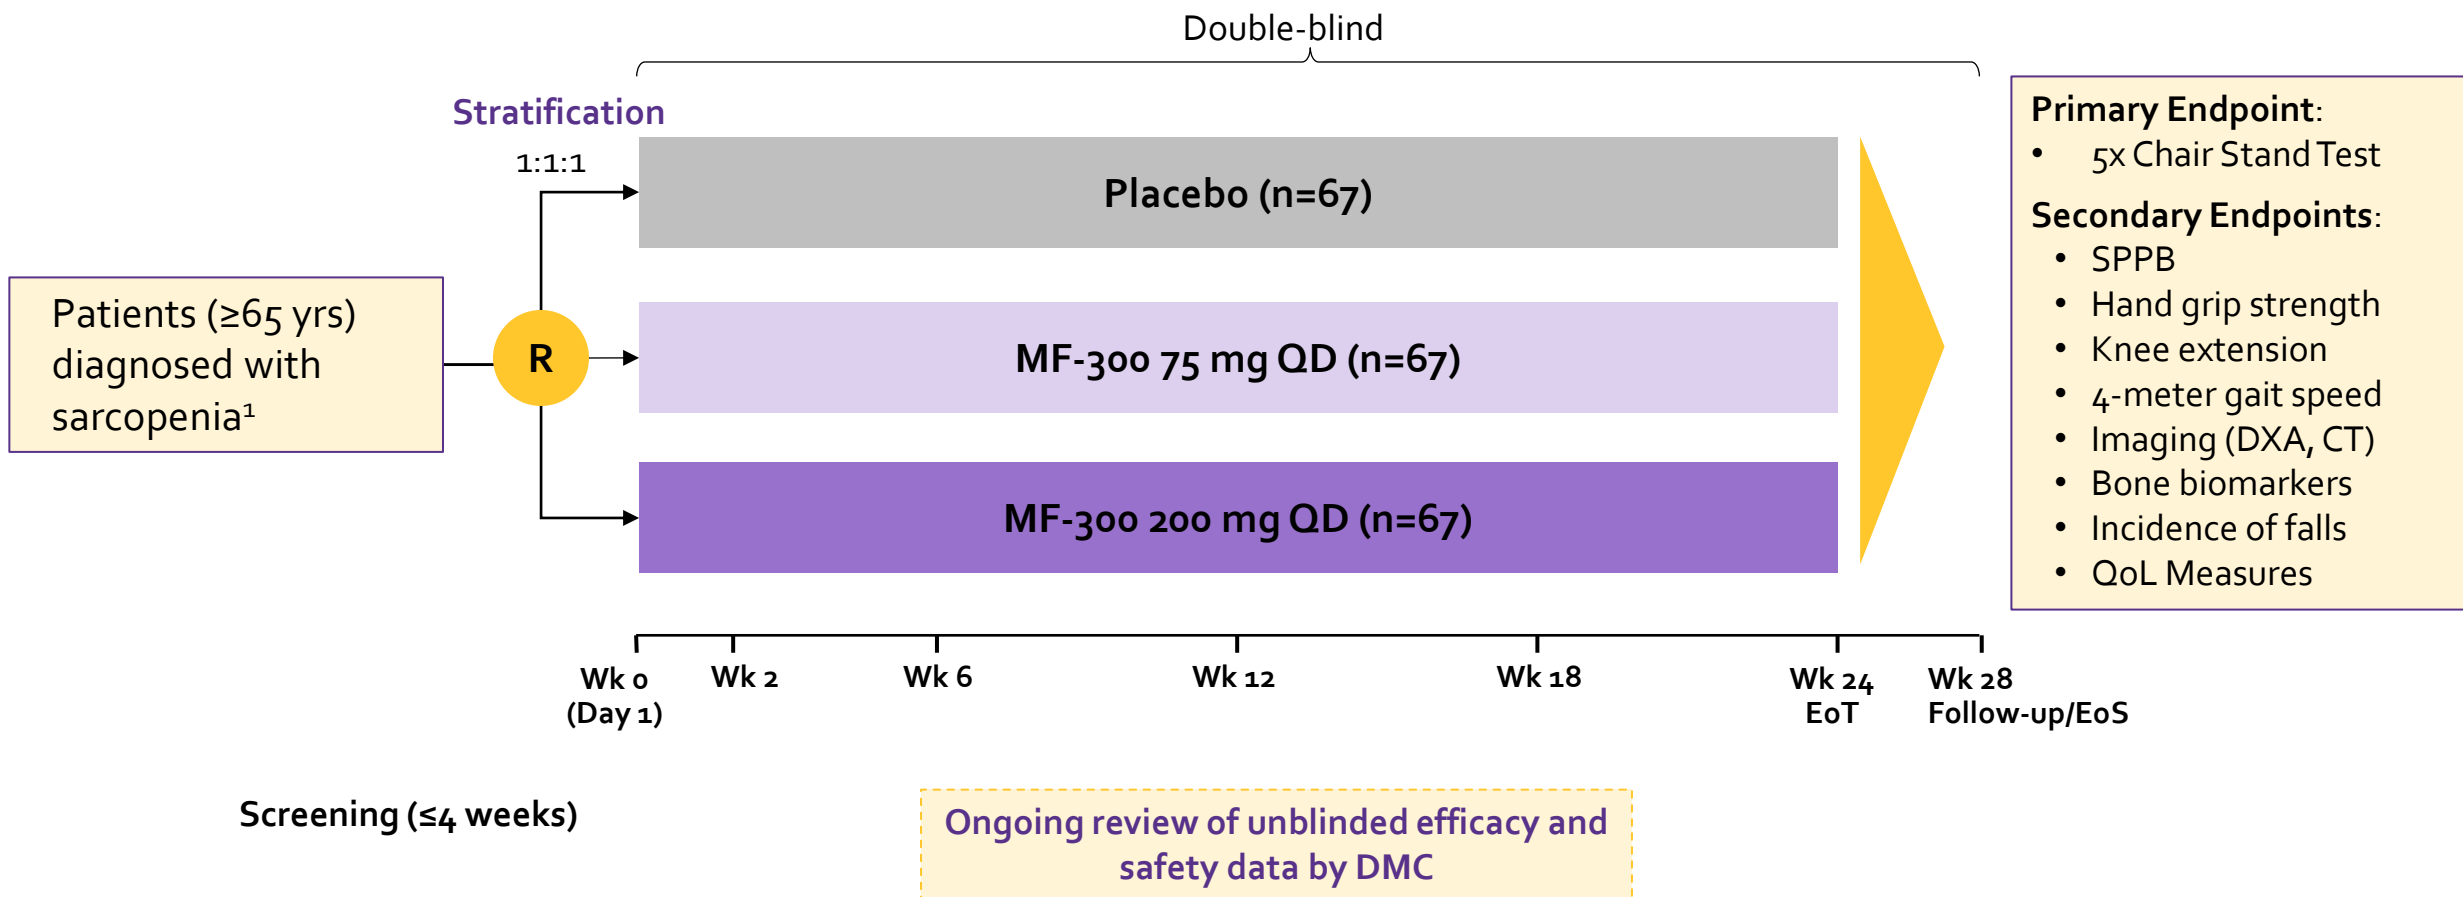 Double-blind
Stratification
1:1:1
Patients (≥65 yrs)
diagnosed with
sarcopenia¹
R
Placebo (n=67)
MF-300 75 mg QD (n=67)
MF-300 200 mg QD (n=67)
Primary Endpoint:
• 5x Chair Stand Test
Secondary Endpoints:
• SPPB
• Hand grip strength
• Knee extension
• 4-meter gait speed
• Imaging (DXA, CT)
• Bone biomarkers
• Incidence of falls
• QoL Measures
Wk 0
(Day 1)
Wk 2
Wk 6
Wk 12
Wk 18
Wk 24
EoT
Wk 28
Follow-up/EoS
Screening (≤4 weeks)
Ongoing review of unblinded efficacy and
safety data by DMC